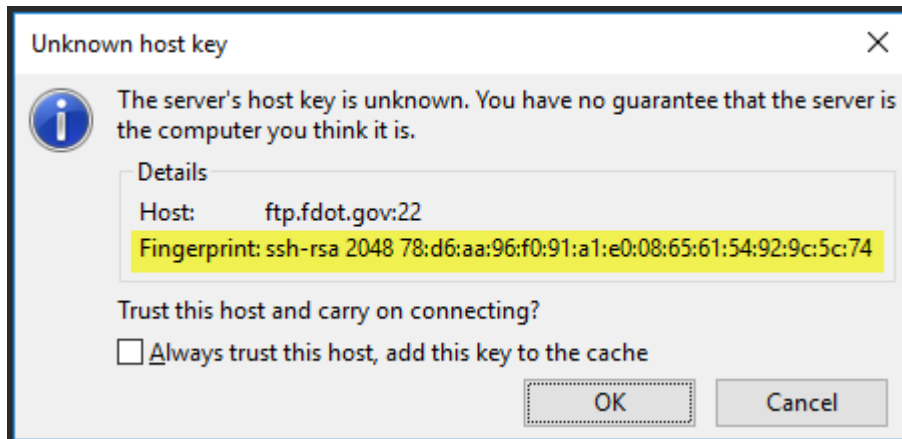 Unknown host key
The server's host key is unknown. You have no guarantee that the server is
the computer you think it is.
Details
Host: ftp.fdot.gov:22
Fingerprint: ssh-rsa 2048 78:d6:aa:96:f0:91:a1:e0:08:65:61:54:92:9c:5c:74
Trust this host and carry on connecting?
Always trust this host, add this key to the cache
OK Cancel